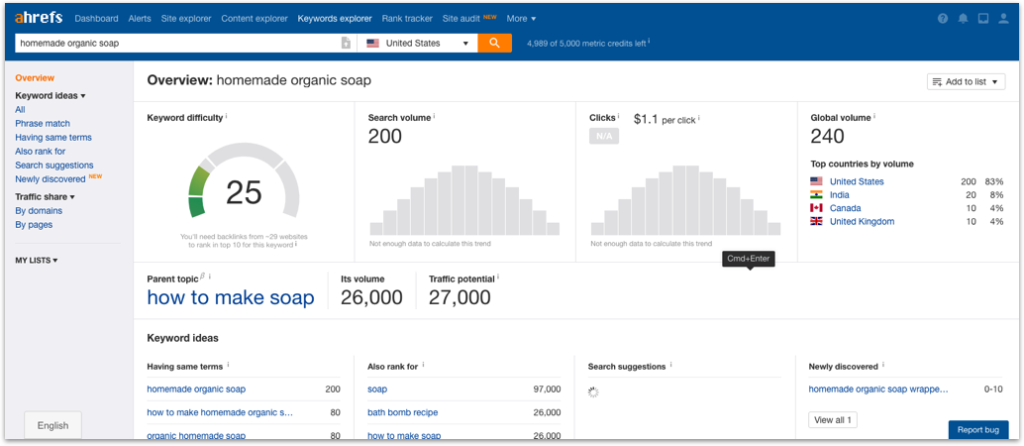 ahrefs Dashboard Alerts Site explorer Content explorer Keywords explorer Rank tracker Site audit NEW More
homemade organic soap United States 4,989 of 5,000 metric credits left i
Overview
Keyword ideas
All
Phrase match
Having same terms
Also rank for
Search suggestions
Newly discovered NEW
Traffic share
By domains
By pages
MY LISTS
English
Overview: homemade organic soap
Add to list
Keyword difficulty i
25
You'll need backlinks from ~29 websites
to rank in top 10 for this keyword i
Search volume i
200
Not enough data to calculate this trend
Clicks i $1.1 per click i
N/A
Not enough data to calculate this trend
Global volume i
240
Top countries by volume
United States 200 83%
India 20 8%
Canada 10 4%
United Kingdom 10 4%
Cmd+Enter
Parent topic // i
how to make soap
Its volume
26,000
Traffic potential i
27,000
Keyword ideas
Having same terms i
homemade organic soap 200
how to make homemade organic s... 80
organic homemade soap 80
Also rank for i
soap 97,000
bath bomb recipe 26,000
how to make soap 26,000
Search suggestions i
Newly discovered i
homemade organic soap wrappe... 0-10
View all 1
Report bug